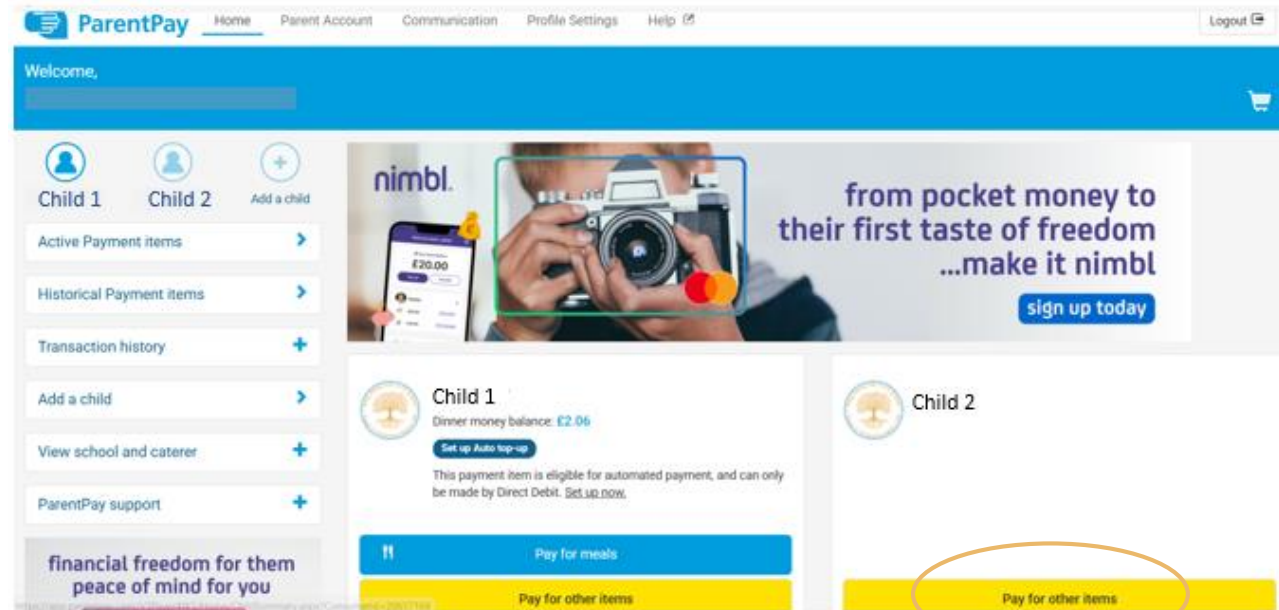 ParentPay Home Parent Account Communication Profile Settings Help Logout
Welcome,
Child 1 Child 2 Add a child
Active Payment items
Historical Payment items
Transaction history
Add a child
View school and caterer
ParentPay support
financial freedom for them
peace of mind for you
nimbl.
£20.00
from pocket money to
their first taste of freedom
...make it nimbl
sign up today
Child 1
Dinner money balance: £2.06
Set up Auto top-up
This payment item is eligible for automated payment, and can only
be made by Direct Debit. Set up now.
Pay for meals
Pay for other items
Child 2
Pay for other items